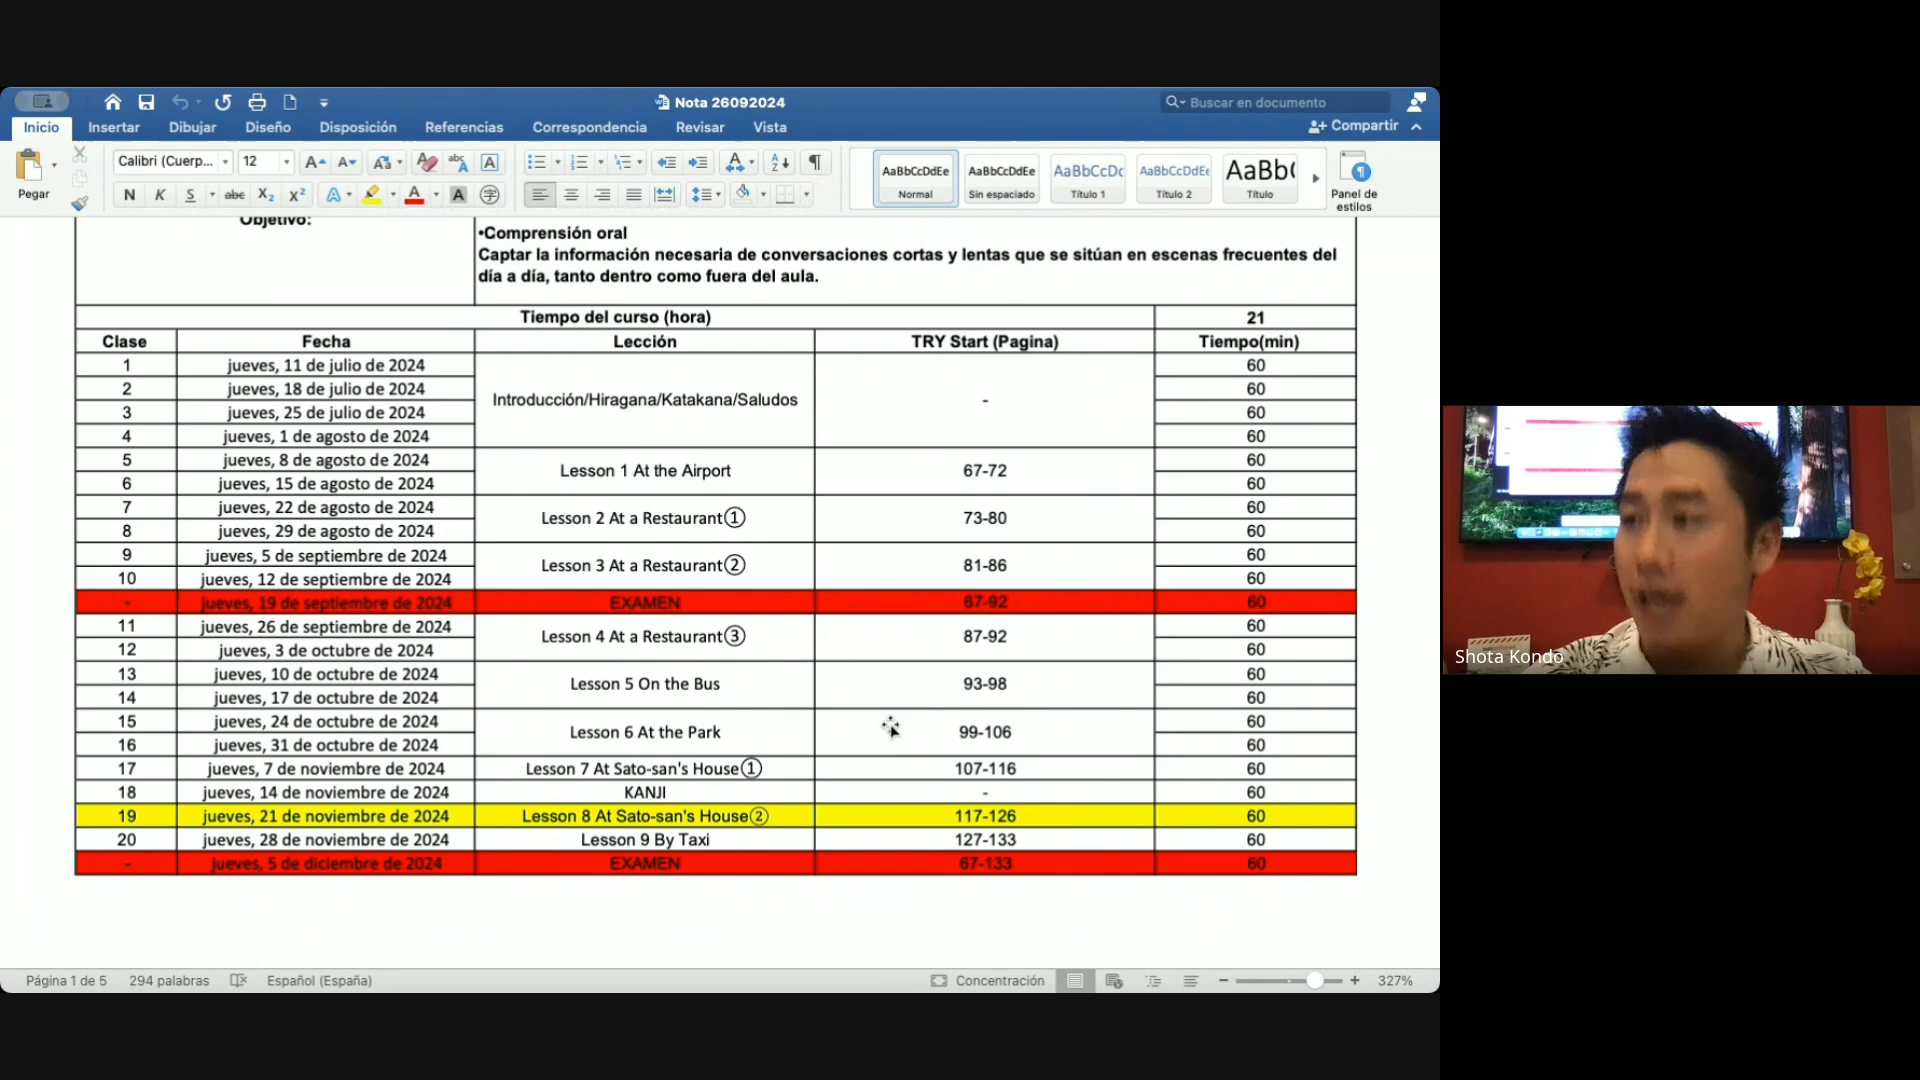 Nota 26092024
Buscar en documento
Inicio Insertar Dibujar Diseño Disposición Referencias Correspondencia Revisar Vista Compartir
Pegar
Calibri (Cuerp... 12
N K S abc X₂ X² A A A 字
AaBbCcDdEe AaBbCcDdEe AaBbCcDc AaBbCcDdEe AaBb(
Normal Sin espaciado Título 1 Título 2 Título
Panel de estilos
Objetivo:
•Comprensión oral
Captar la información necesaria de conversaciones cortas y lentas que se sitúan en escenas frecuentes del
día a día, tanto dentro como fuera del aula.
Tiempo del curso (hora) 21
Clase Fecha Lección TRY Start (Pagina) Tiempo(min)
1 jueves, 11 de julio de 2024 60
2 jueves, 18 de julio de 2024 60
Introducción/Hiragana/Katakana/Saludos -
3 jueves, 25 de julio de 2024 60
4 jueves, 1 de agosto de 2024 60
5 jueves, 8 de agosto de 2024 60
Lesson 1 At the Airport 67-72
6 jueves, 15 de agosto de 2024 60
7 jueves, 22 de agosto de 2024 60
Lesson 2 At a Restaurant① 73-80
8 jueves, 29 de agosto de 2024 60
9 jueves, 5 de septiembre de 2024 60
Lesson 3 At a Restaurant② 81-86
10 jueves, 12 de septiembre de 2024 60
- jueves, 19 de septiembre de 2024 EXAMEN 67-92 60
11 jueves, 26 de septiembre de 2024 60
Lesson 4 At a Restaurant③ 87-92
12 jueves, 3 de octubre de 2024 60
13 jueves, 10 de octubre de 2024 60
Lesson 5 On the Bus 93-98
14 jueves, 17 de octubre de 2024 60
15 jueves, 24 de octubre de 2024 60
Lesson 6 At the Park 99-106
16 jueves, 31 de octubre de 2024 60
17 jueves, 7 de noviembre de 2024 Lesson 7 At Sato-san's House① 107-116 60
18 jueves, 14 de noviembre de 2024 KANJI - 60
19 jueves, 21 de noviembre de 2024 Lesson 8 At Sato-san's House② 117-126 60
20 jueves, 28 de noviembre de 2024 Lesson 9 By Taxi 127-133 60
- jueves, 5 de diciembre de 2024 EXAMEN 67-133 60
Página 1 de 5 294 palabras Español (España) Concentración 327%
Shota Kondo